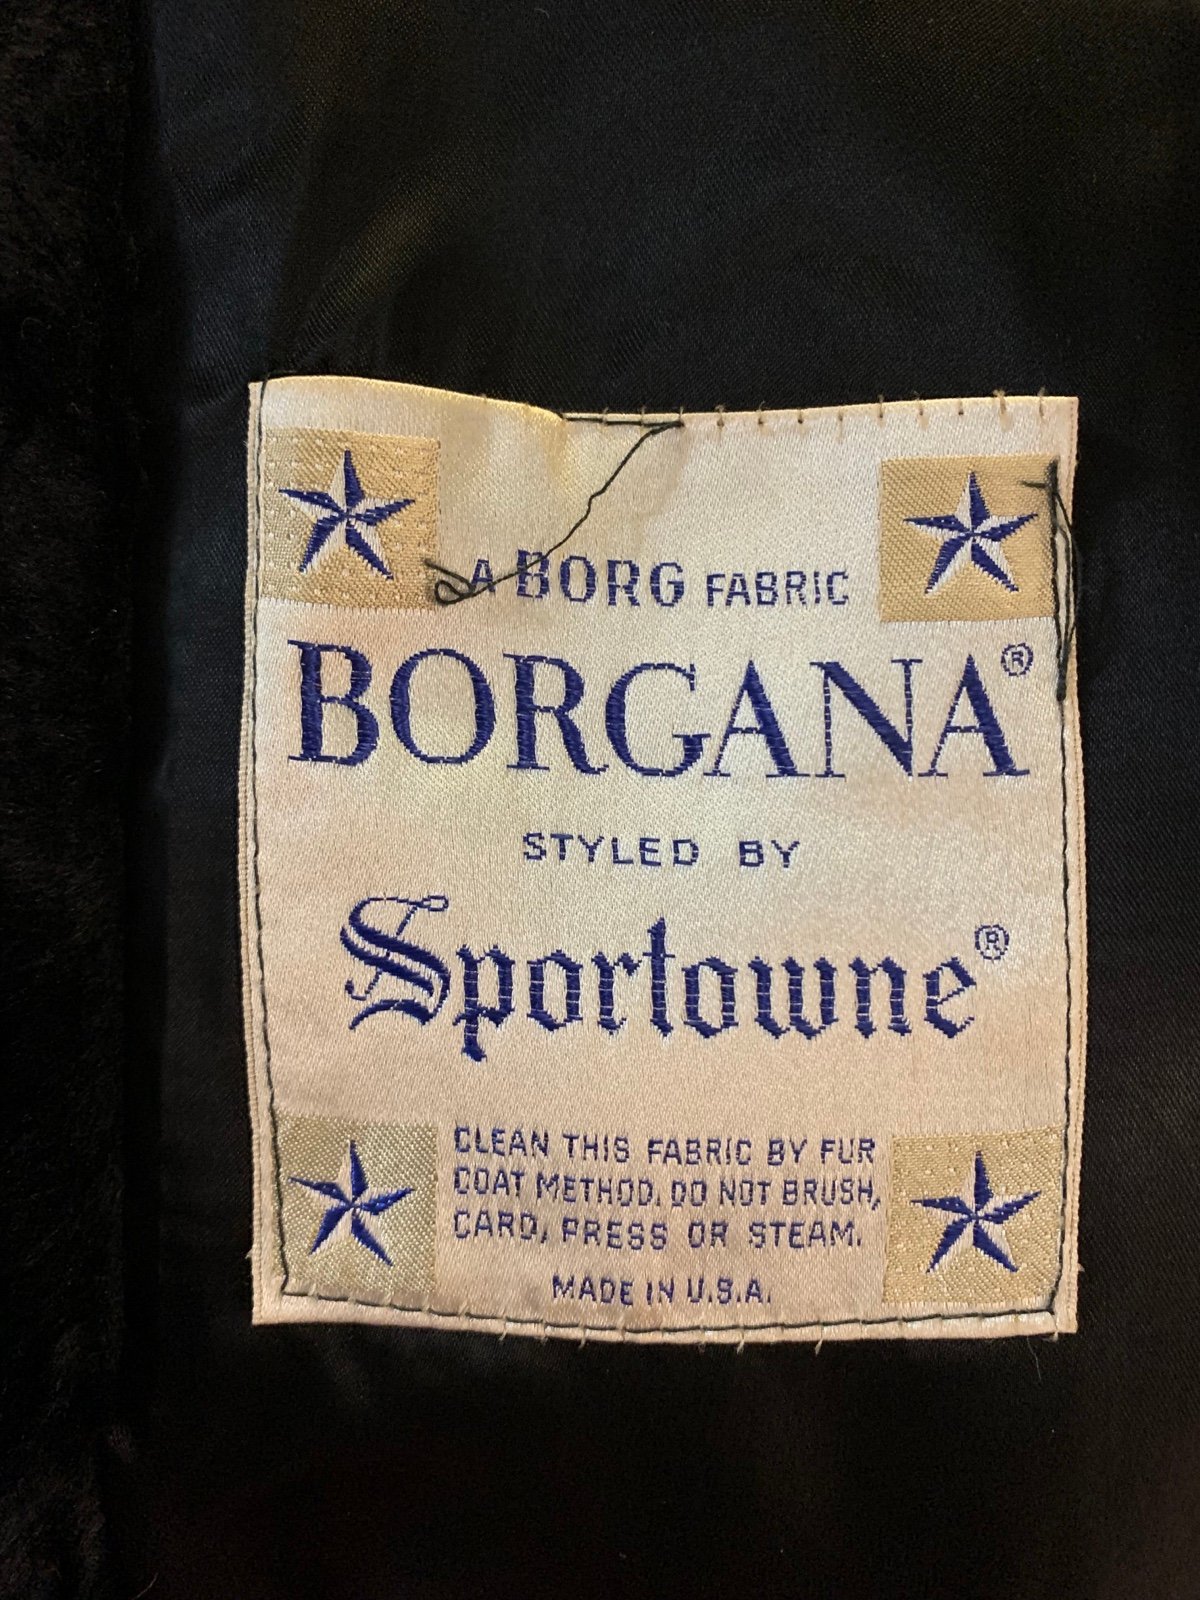 A BORG FABRIC
BORGANA®
STYLED BY
Sportowne®
CLEAN THIS FABRIC BY FUR
COAT METHOD. DO NOT BRUSH,
CARD, PRESS OR STEAM.
MADE IN U.S.A.